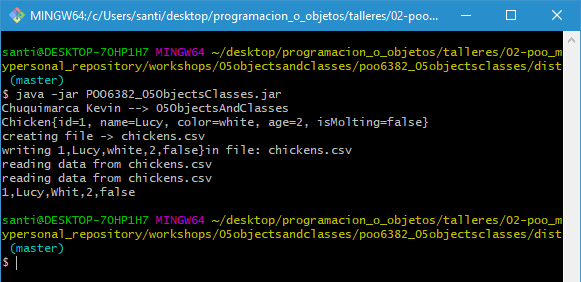 MINGW64:/c/Users/santi/desktop/programacion_o_objetos/talleres/02-poo...
santi@DESKTOP-7OHP1H7 MINGW64 ~/desktop/programacion_o_objetos/talleres/02-poo_m
ypersonal_repository/workshops/05objectsandclasses/poo6382_05objectsclasses/dist
(master)
$ java -jar POO6382_05ObjectsClasses.jar
Chuquimarca Kevin --> 05ObjectsAndClasses
Chicken{id=1, name=Lucy, color=white, age=2, isMolting=false}
creating file -> chickens.csv
writing 1,Lucy,white,2,false}in file: chickens.csv
reading data from chickens.csv
reading data from chickens.csv
1,Lucy,Whit,2,false
santi@DESKTOP-7OHP1H7 MINGW64 ~/desktop/programacion_o_objetos/talleres/02-poo_m
ypersonal_repository/workshops/05objectsandclasses/poo6382_05objectsclasses/dist
(master)
$